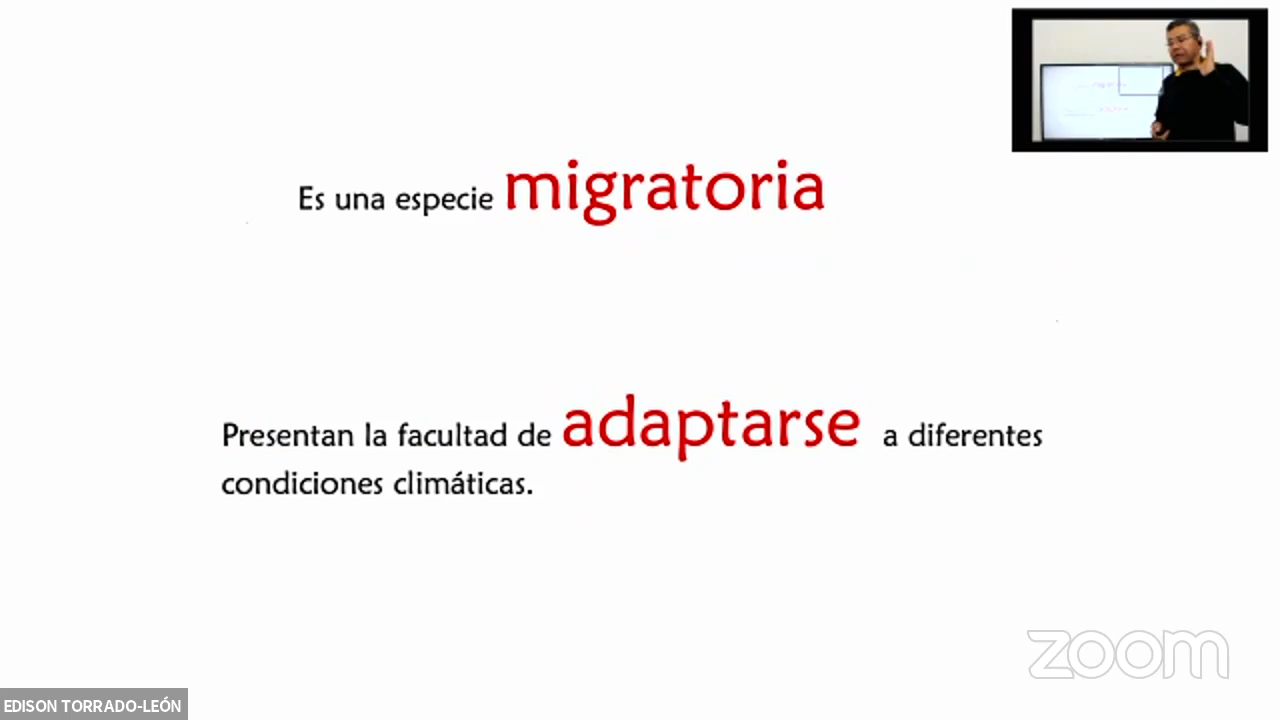 Es una especie migratoria
Presentan la facultad de adaptarse a diferentes
condiciones climáticas.
zoom
EDISON TORRADO-LEÓN